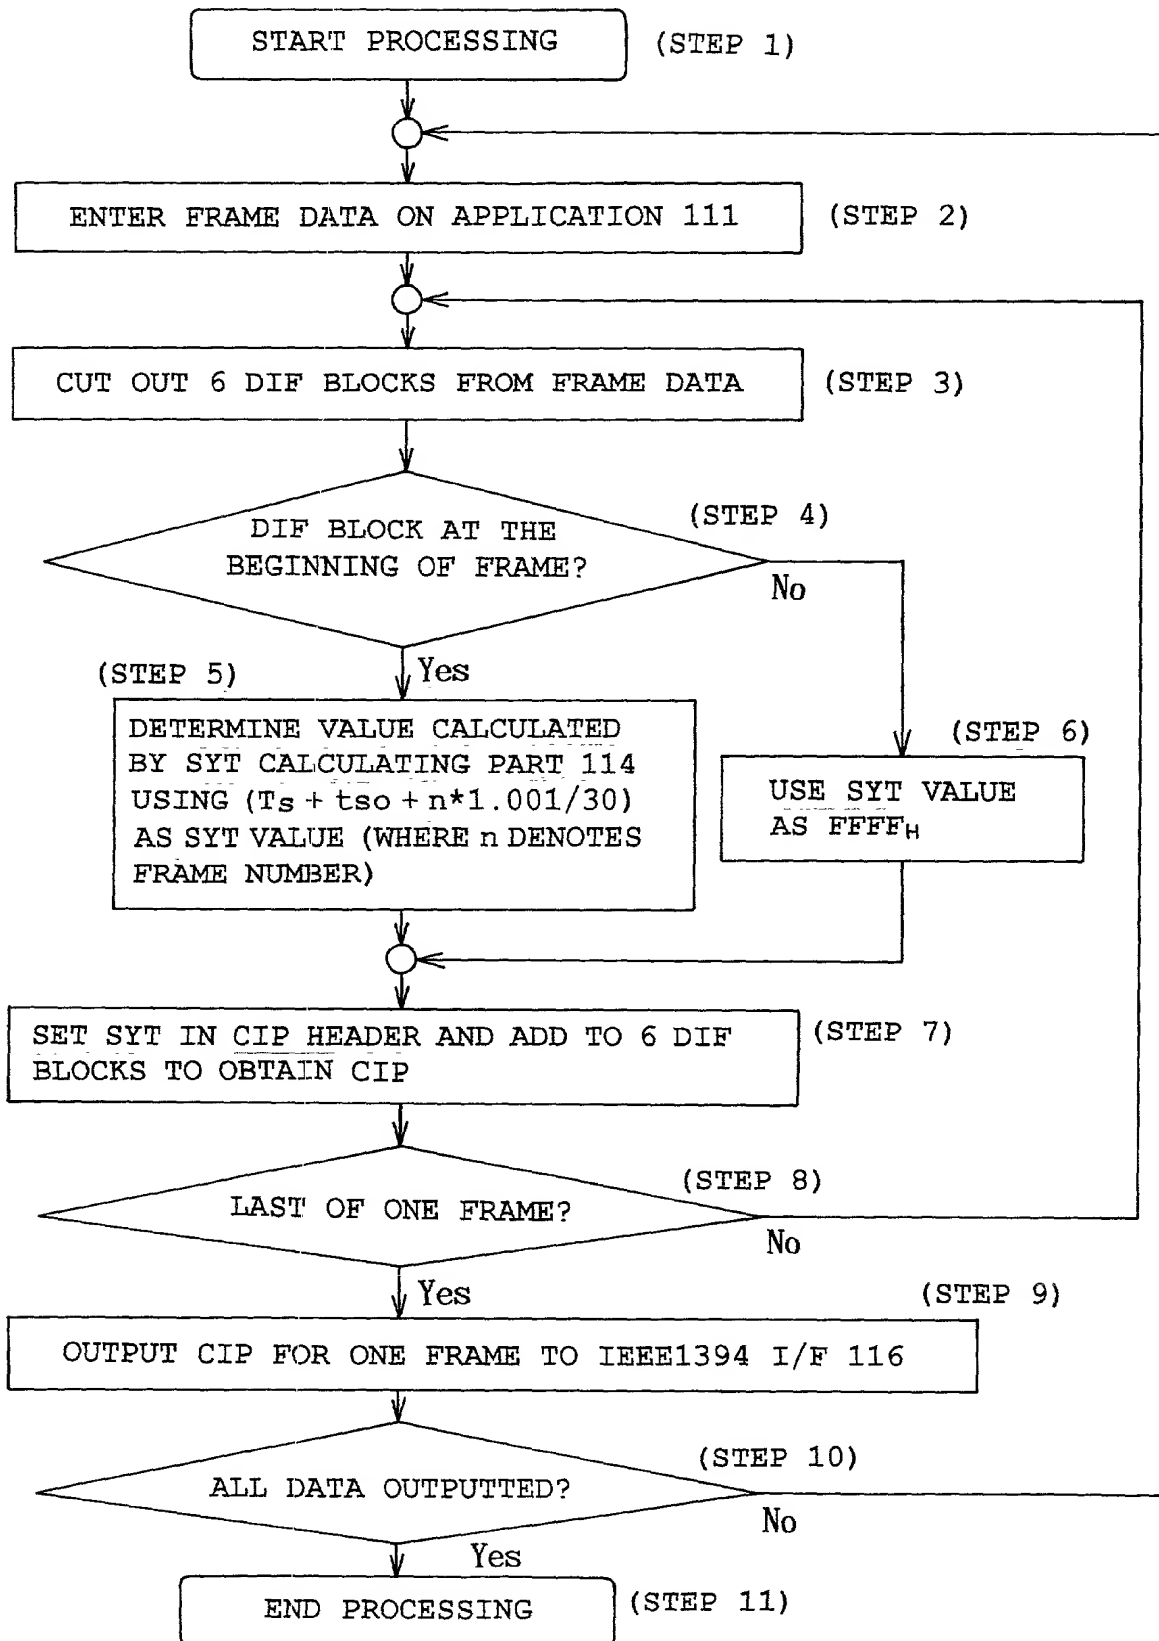 START PROCESSING
(STEP 1)
ENTER FRAME DATA ON APPLICATION 111
(STEP 2)
CUT OUT 6 DIF BLOCKS FROM FRAME DATA
(STEP 3)
DIF BLOCK AT THE
BEGINNING OF FRAME?
(STEP 4)
No
Yes
(STEP 5)
DETERMINE VALUE CALCULATED
BY SYT CALCULATING PART 114
USING (Ts + tso + n*1.001/30)
AS SYT VALUE (WHERE n DENOTES
FRAME NUMBER)
(STEP 6)
USE SYT VALUE
AS FFFFH
SET SYT IN CIP HEADER AND ADD TO 6 DIF
BLOCKS TO OBTAIN CIP
(STEP 7)
LAST OF ONE FRAME?
(STEP 8)
No
Yes
(STEP 9)
OUTPUT CIP FOR ONE FRAME TO IEEE1394 I/F 116
ALL DATA OUTPUTTED?
(STEP 10)
No
Yes
END PROCESSING
(STEP 11)